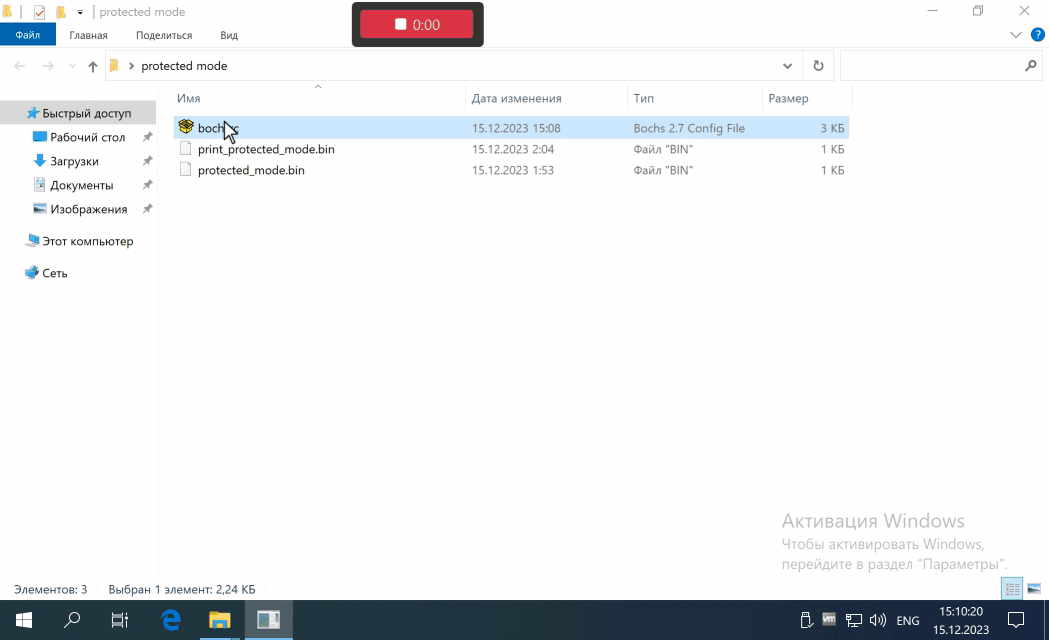 protected mode
0:00
Файл Главная Поделиться Вид
protected mode
Имя Дата изменения Тип Размер
Быстрый доступ
Рабочий стол
Загрузки
Документы
Изображения
Этот компьютер
Сеть
15.12.2023 15:08 Bochs 2.7 Config File 3 КБ
print_protected_mode.bin 15.12.2023 2:04 Файл "BIN" 1 КБ
protected_mode.bin 15.12.2023 1:53 Файл "BIN" 1 КБ
Активация Windows
Чтобы активировать Windows,
перейдите в раздел "Параметры".
Элементов: 3 Выбран 1 элемент: 2,24 КБ
ENG
15:10:20
15.12.2023